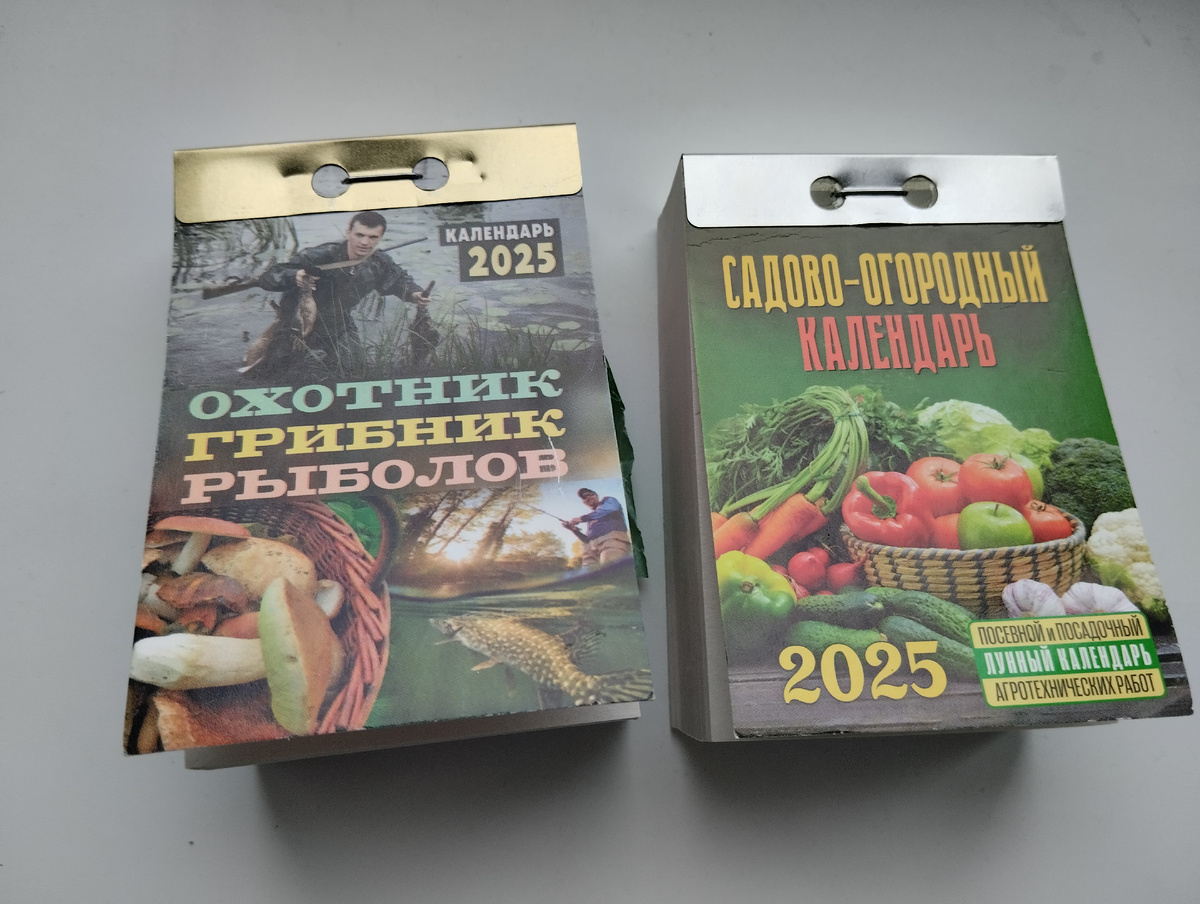 КАЛЕНДАРЬ
2025
ОХОТНИК
ГРИБНИК
РЫБОЛОВ
САДОВО-ОГОРОДНЫЙ
КАЛЕНДАРЬ
2025
ПОСЕВНОЙ и ПОСАДОЧНЫЙ
ЛУННЫЙ КАЛЕНДАРЬ
АГРОТЕХНИЧЕСКИХ РАБОТ